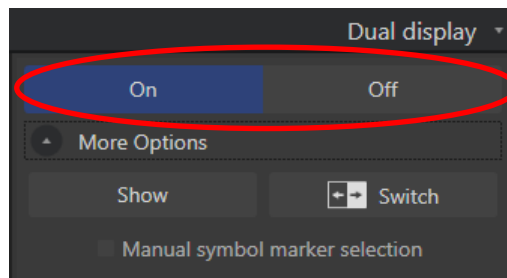 Dual display
On Off
More Options
Show Switch
Manual symbol marker selection